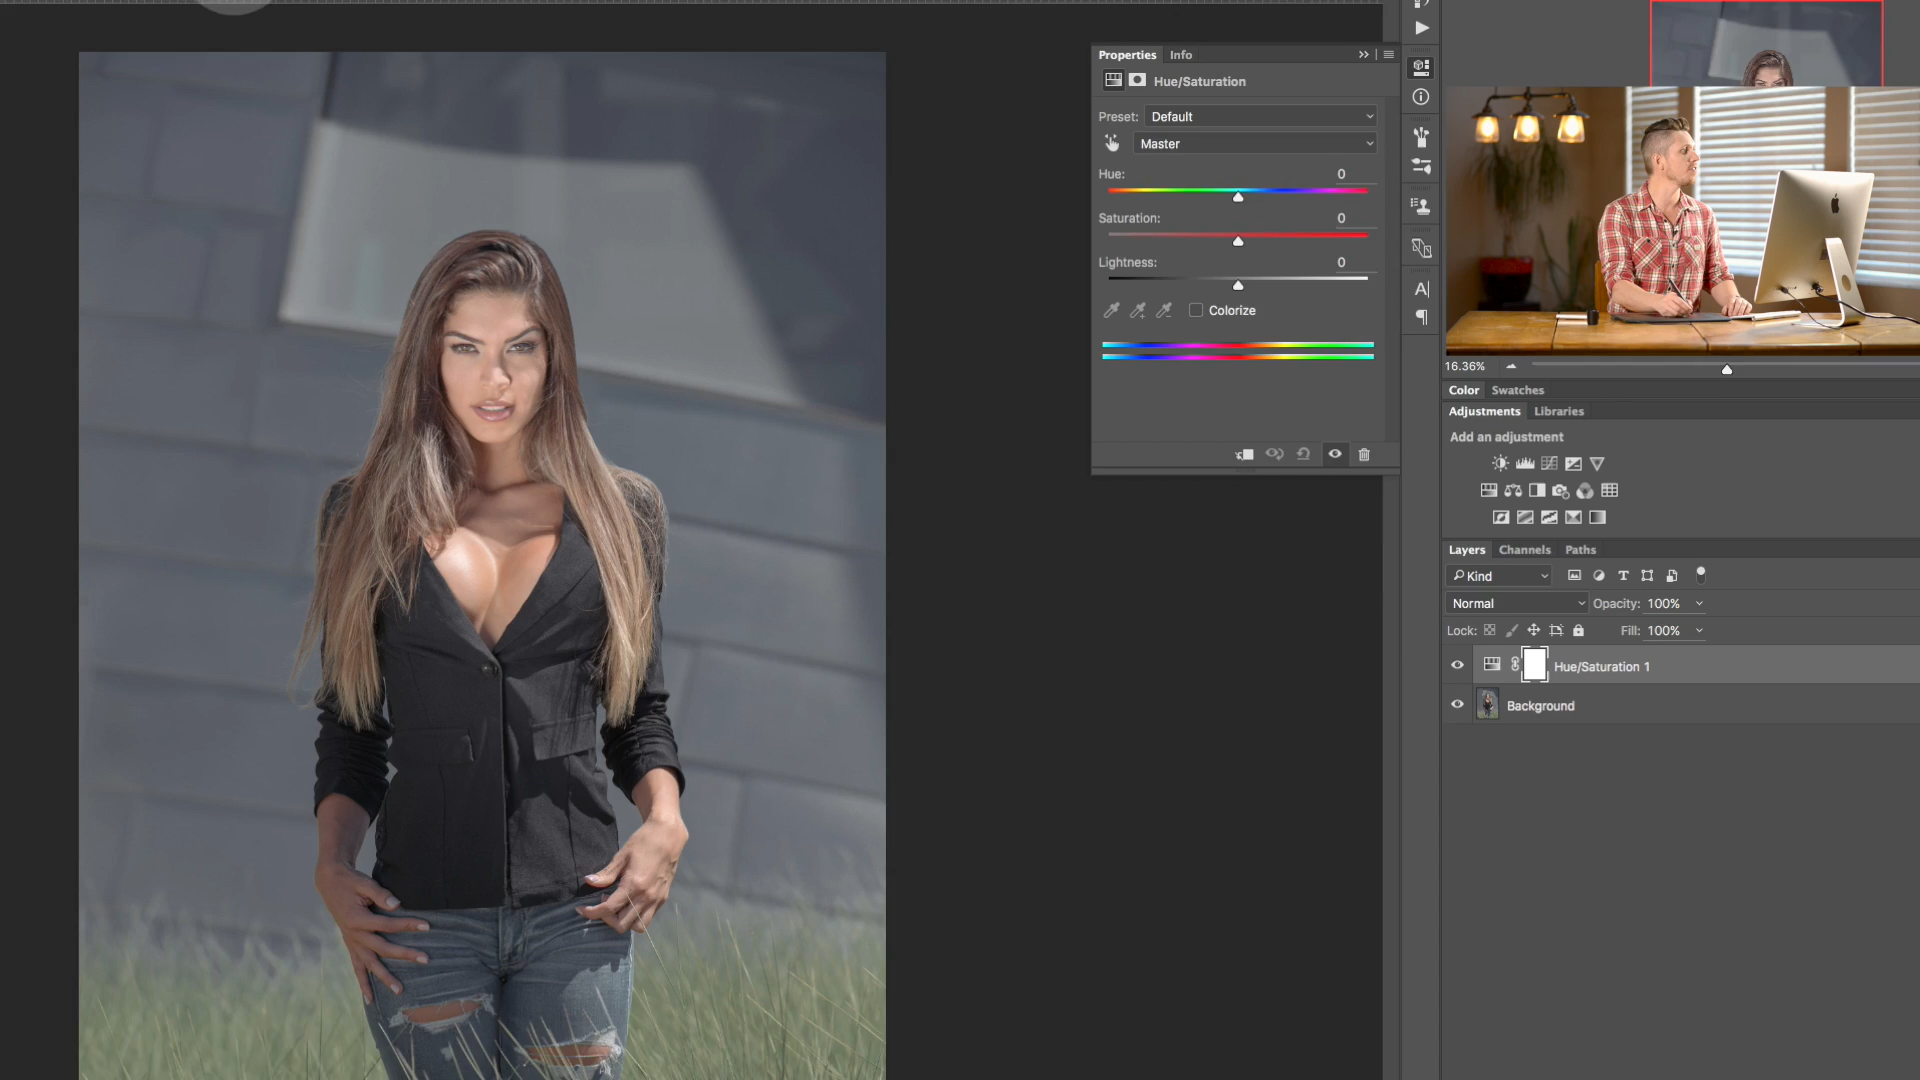 Properties Info
Hue/Saturation
Preset: Default
Master
Hue: 0
Saturation: 0
Lightness: 0
Colorize
16.36%
Color Swatches
Adjustments Libraries
Add an adjustment
Layers Channels Paths
Kind
Normal Opacity: 100%
Lock: Fill: 100%
Hue/Saturation 1
Background